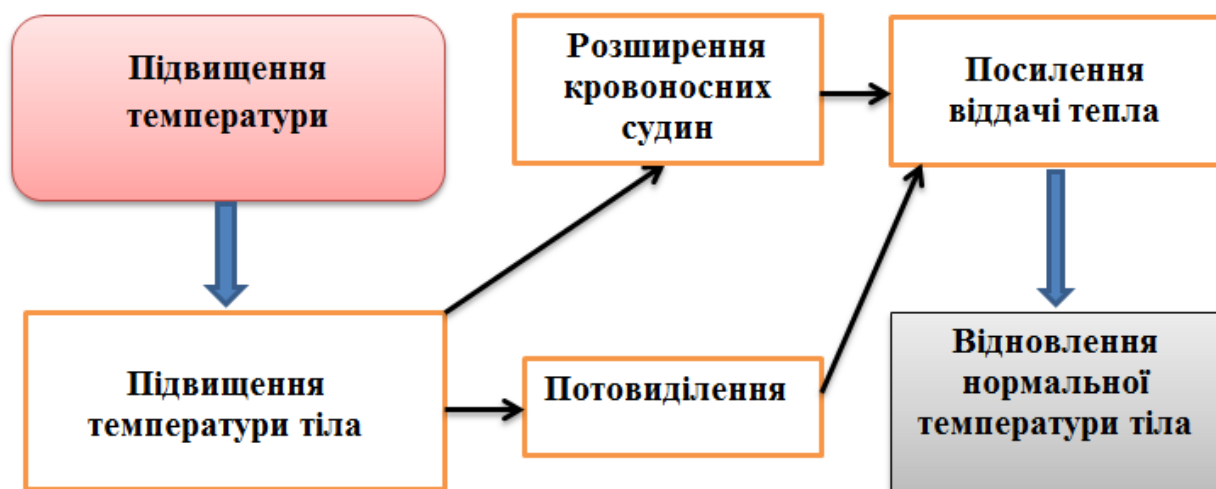 Підвищення
температури
Розширення
кровоносних
судин
Посилення
віддачі тепла
Підвищення
температури тіла
Потовиділення
Відновлення
нормальної
температури тіла